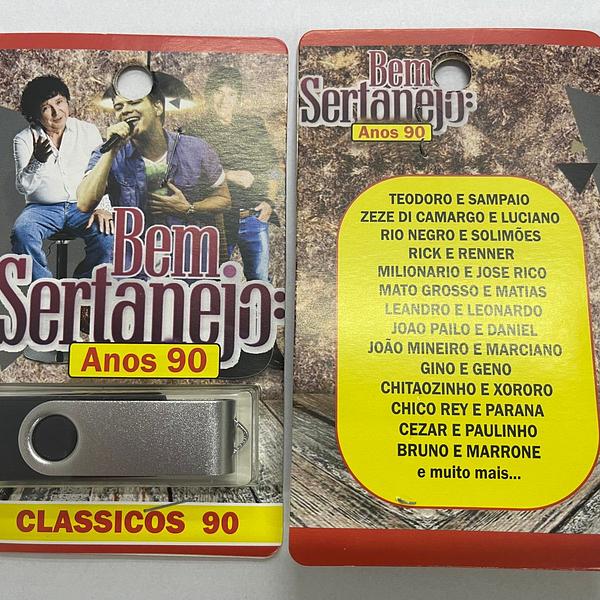 Bem
Sertanejo:
Anos 90
CLASSICOS 90
Bem
Sertanejo:
Anos 90
TEODORO E SAMPAIO
ZEZE DI CAMARGO E LUCIANO
RIO NEGRO E SOLIMÕES
RICK E RENNER
MILIONARIO E JOSE RICO
MATO GROSSO E MATIAS
LEANDRO E LEONARDO
JOAO PAILO E DANIEL
JOÃO MINEIRO E MARCIANO
GINO E GENO
CHITAOZINHO E XORORO
CHICO REY E PARANA
CEZAR E PAULINHO
BRUNO E MARRONE
e muito mais...